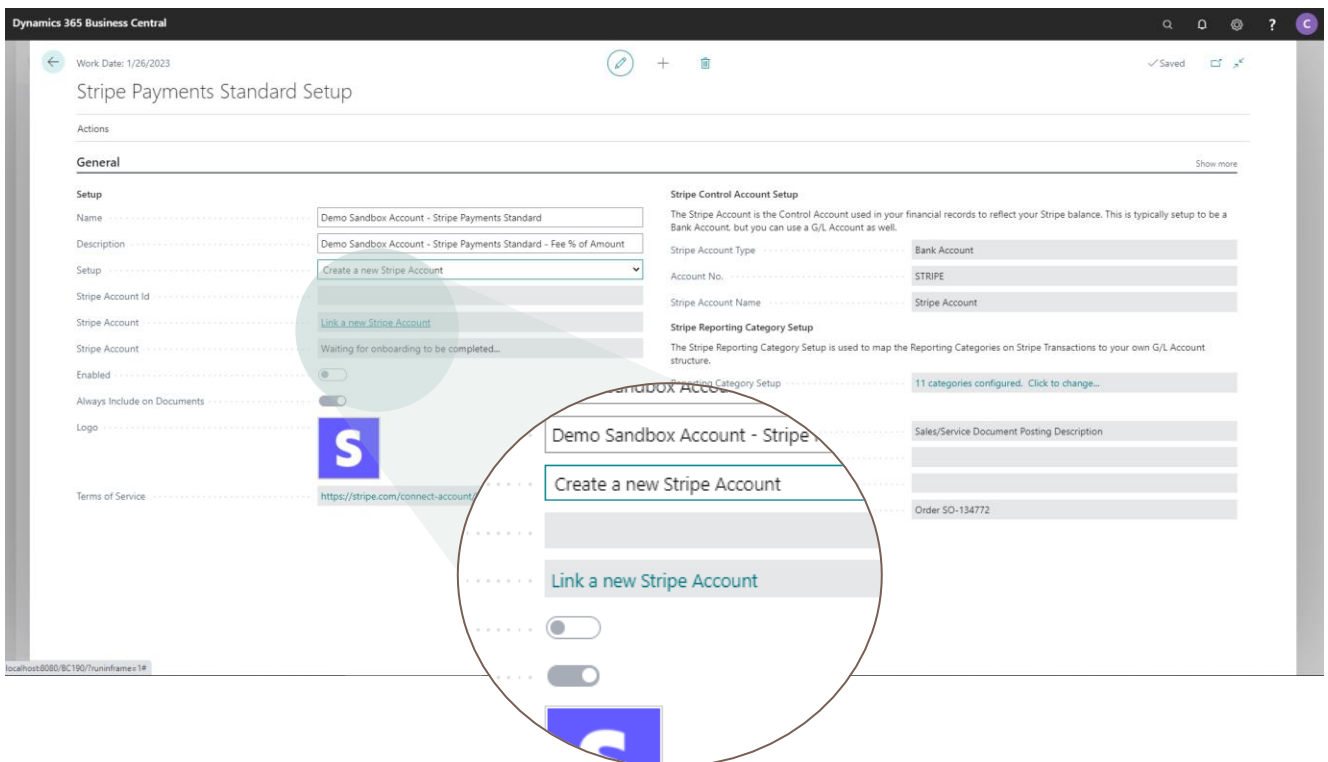 Dynamics 365 Business Central
?
C
Work Date: 1/26/2023
Saved
Stripe Payments Standard Setup
Actions
General
Show more
Setup
Name
Demo Sandbox Account - Stripe Payments Standard
Description
Demo Sandbox Account - Stripe Payments Standard - Fee % of Amount
Setup
Create a new Stripe Account
Stripe Account Id
Stripe Account
Link a new Stripe Account
Stripe Account
Waiting for onboarding to be completed...
Enabled
Always Include on Documents
Logo
S
Terms of Service
https://stripe.com/connect-account/
Stripe Control Account Setup
The Stripe Account is the Control Account used in your financial records to reflect your Stripe balance. This is typically setup to be a
Bank Account, but you can use a G/L Account as well.
Stripe Account Type
Bank Account
Account No.
STRIPE
Stripe Account Name
Stripe Account
Stripe Reporting Category Setup
The Stripe Reporting Category Setup is used to map the Reporting Categories on Stripe Transactions to your own G/L Account
structure.
Category Setup
11 categories configured. Click to change...
Sales/Service Document Posting Description
Order SO-134772
Demo Sandbox Account - Stripe
Create a new Stripe Account
Link a new Stripe Account
S
localhost:8080/BC190/?runinframe=1#